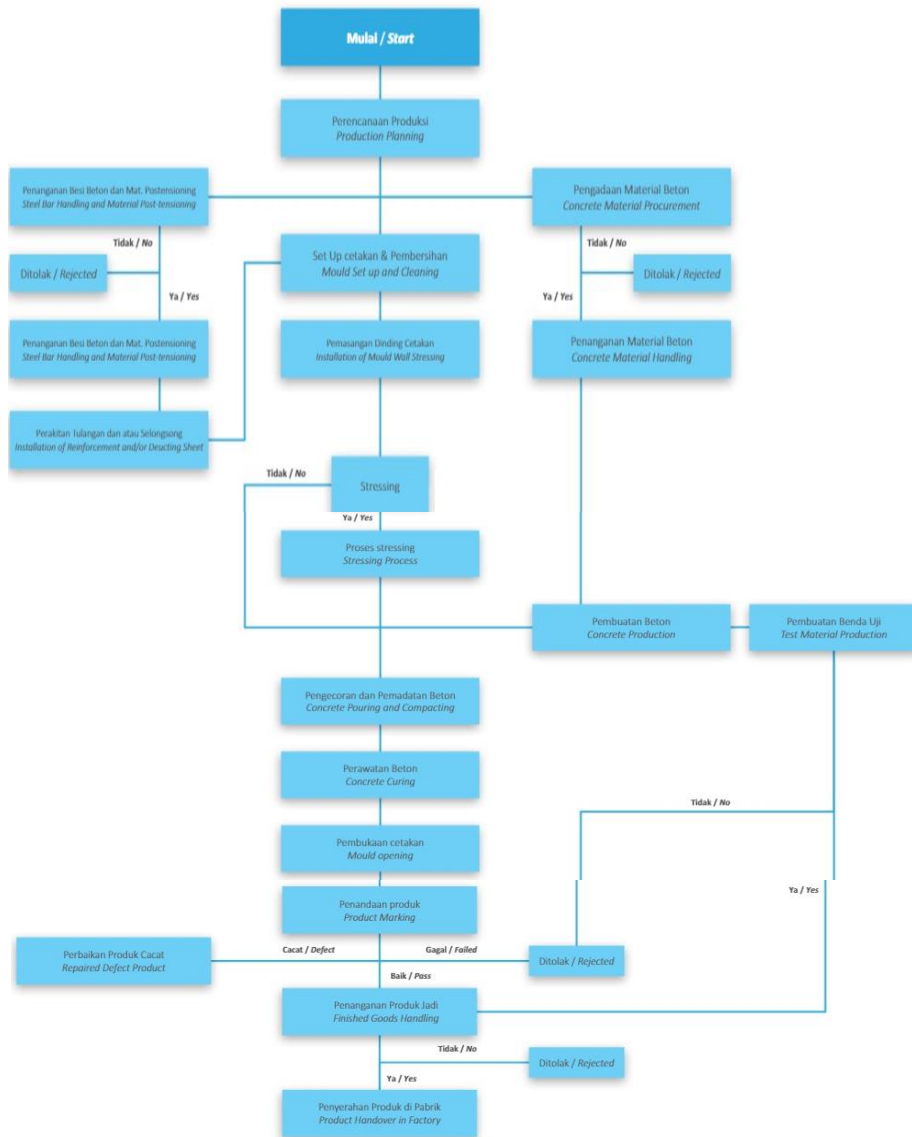 Mulai / Start
Perencanaan Produksi
Production Planning
Penanganan Besi Beton dan Mat. Postensioning
Steel Bar Handling and Material Post-tensioning
Pengadaan Material Beton
Concrete Material Procurement
Tidak / No
Tidak / No
Ditolak / Rejected
Set Up cetakan & Pembersihan
Mould Set up and Cleaning
Ditolak / Rejected
Ya / Yes
Ya / Yes
Penanganan Besi Beton dan Mat. Postensioning
Steel Bar Handling and Material Post-tensioning
Pemasangan Dinding Cetakan
Installation of Mould Wall Stressing
Penanganan Material Beton
Concrete Material Handling
Perakitan Tulangan dan atau Selongsong
Installation of Reinforcement and/or Deucting Sheet
Tidak / No
Stressing
Ya / Yes
Proses stressing
Stressing Process
Pembuatan Beton
Concrete Production
Pembuatan Benda Uji
Test Material Production
Pengecoran dan Pemadatan Beton
Concrete Pouring and Compacting
Perawatan Beton
Concrete Curing
Tidak / No
Pembukaan cetakan
Mould opening
Ya / Yes
Penandaan produk
Product Marking
Cacat / Defect
Gagal / Failed
Perbaikan Produk Cacat
Repaired Defect Product
Ditolak / Rejected
Baik / Pass
Penanganan Produk Jadi
Finished Goods Handling
Tidak / No
Ditolak / Rejected
Ya / Yes
Penyerahan Produk di Pabrik
Product Handover in Factory